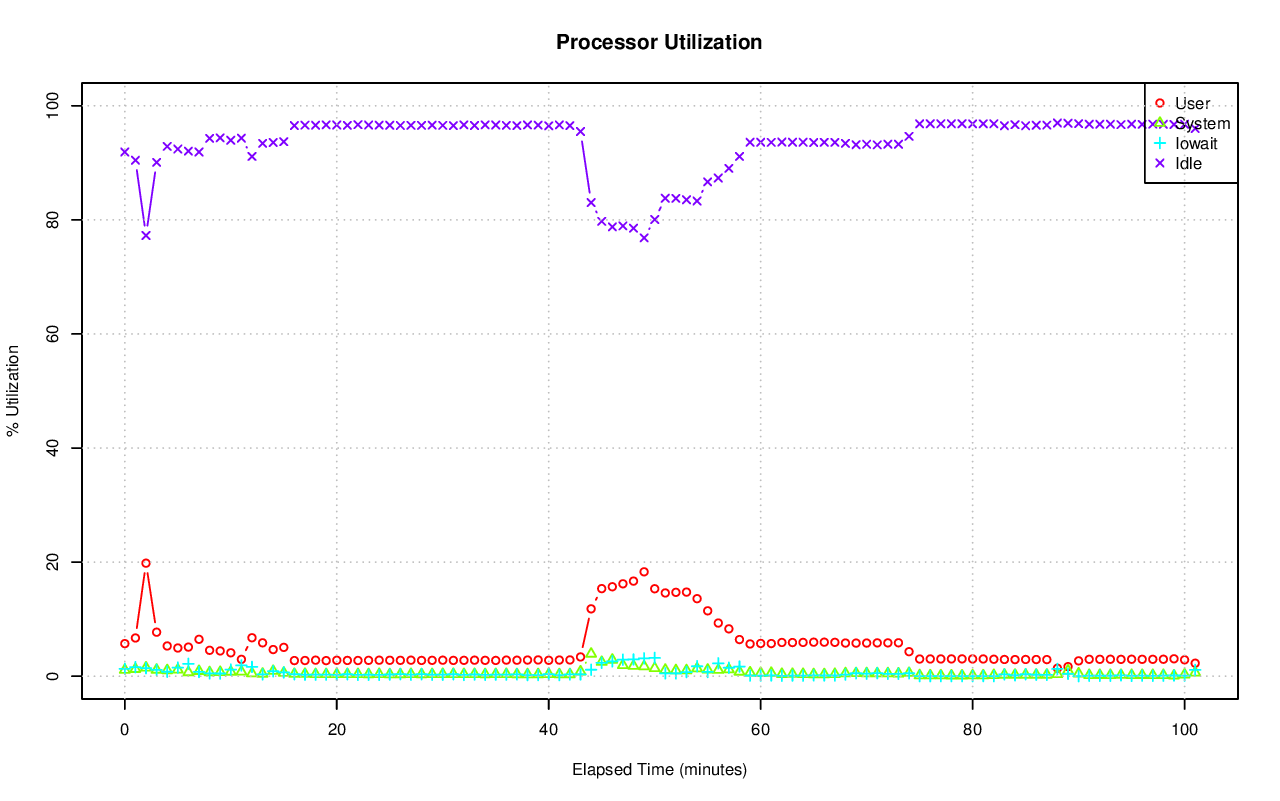 Processor Utilization
100
80
60
40
20
0
% Utilization
User
System
Iowait
Idle
0 20 40 60 80 100
Elapsed Time (minutes)